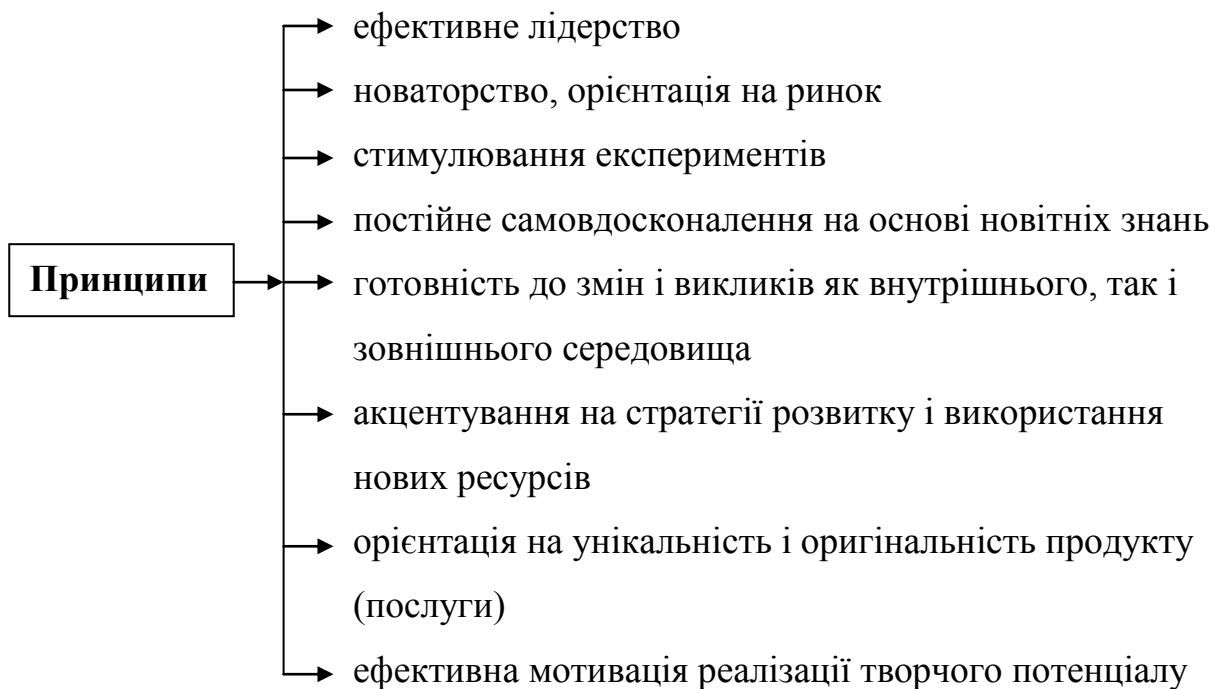 ефективне лідерство
новаторство, орієнтація на ринок
стимулювання експериментів
постійне самовдосконалення на основі новітніх знань
Принципи
готовність до змін і викликів як внутрішнього, так і
зовнішнього середовища
акцентування на стратегії розвитку і використання
нових ресурсів
орієнтація на унікальність і оригінальність продукту
(послуги)
ефективна мотивація реалізації творчого потенціалу